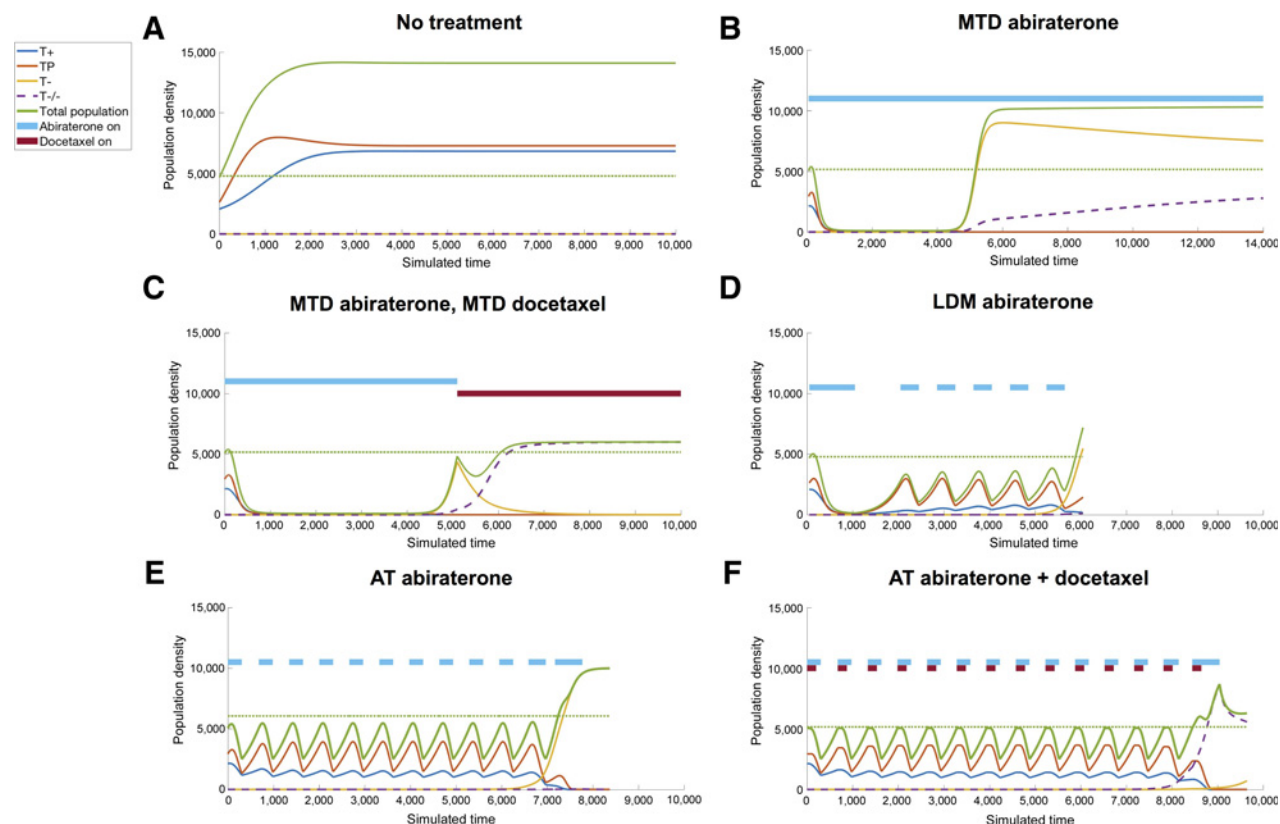 A
No treatment
T+
TP
T-
T-/-
Total population
Abiraterone on
Docetaxel on
Population density
15,000
10,000
5,000
0
0 1,000 2,000 3,000 4,000 5,000 6,000 7,000 8,000 9,000 10,000
Simulated time
B
MTD abiraterone
Population density
15,000
10,000
5,000
0
0 2,000 4,000 6,000 8,000 10,000 12,000 14,000
Simulated time
C
MTD abiraterone, MTD docetaxel
Population density
15,000
10,000
5,000
0
0 1,000 2,000 3,000 4,000 5,000 6,000 7,000 8,000 9,000 10,000
Simulated time
D
LDM abiraterone
Population density
15,000
10,000
5,000
0
0 1,000 2,000 3,000 4,000 5,000 6,000 7,000 8,000 9,000 10,000
Simulated time
E
AT abiraterone
Population density
15,000
10,000
5,000
0
0 1,000 2,000 3,000 4,000 5,000 6,000 7,000 8,000 9,000 10,000
Simulated time
F
AT abiraterone + docetaxel
Population density
15,000
10,000
5,000
0
0 1,000 2,000 3,000 4,000 5,000 6,000 7,000 8,000 9,000 10,000
Simulated time